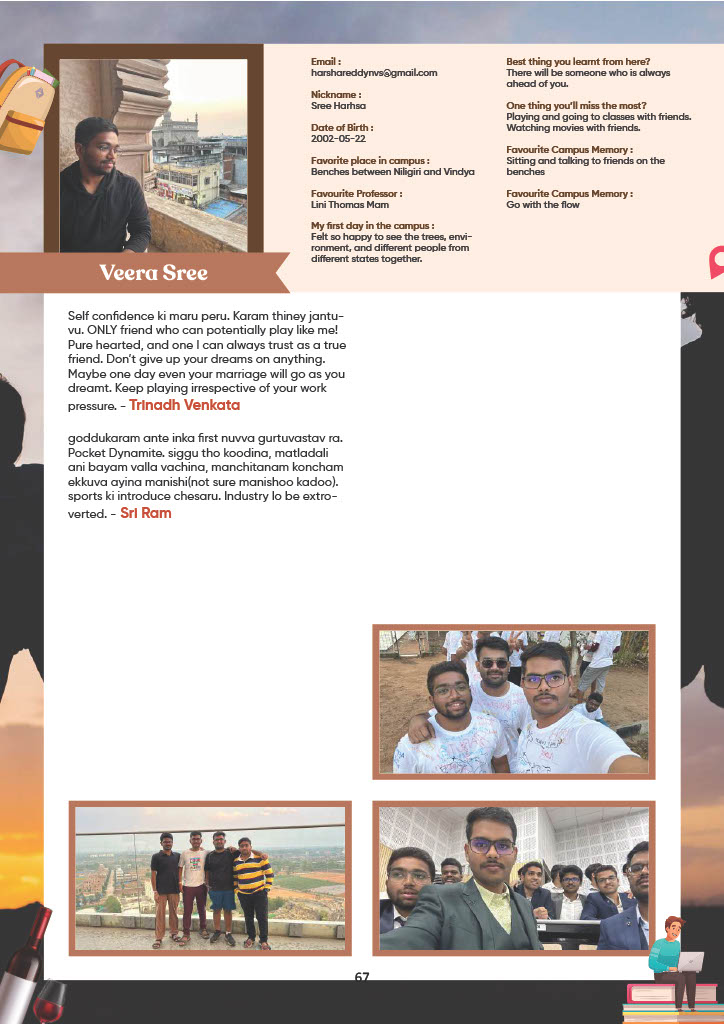 Email :
harshareddynvs@gmail.com
Nickname :
Sree Harhsa
Date of Birth :
2002-05-22
Favorite place in campus :
Benches between Niligiri and Vindya
Favourite Professor :
Lini Thomas Mam
My first day in the campus :
Felt so happy to see the trees, envi-
ronment, and different people from
different states together.
Best thing you learnt from here?
There will be someone who is always
ahead of you.
One thing you'll miss the most?
Playing and going to classes with friends.
Watching movies with friends.
Favourite Campus Memory :
Sitting and talking to friends on the
benches
Favourite Campus Memory :
Go with the flow
Veera Sree
Self confidence ki maru peru. Karam thiney jantu-
vu. ONLY friend who can potentially play like me!
Pure hearted, and one I can always trust as a true
friend. Don't give up your dreams on anything.
Maybe one day even your marriage will go as you
dreamt. Keep playing irrespective of your work
pressure. - Trinadh Venkata
goddukaram ante inka first nuvva gurtuvastav ra.
Pocket Dynamite. siggu tho koodina, matladali
ani bayam valla vachina, manchitanam koncham
ekkuva ayina manishi(not sure manishoo kadoo).
sports ki introduce chesaru. Industry lo be extro-
verted. - Sri Ram
67